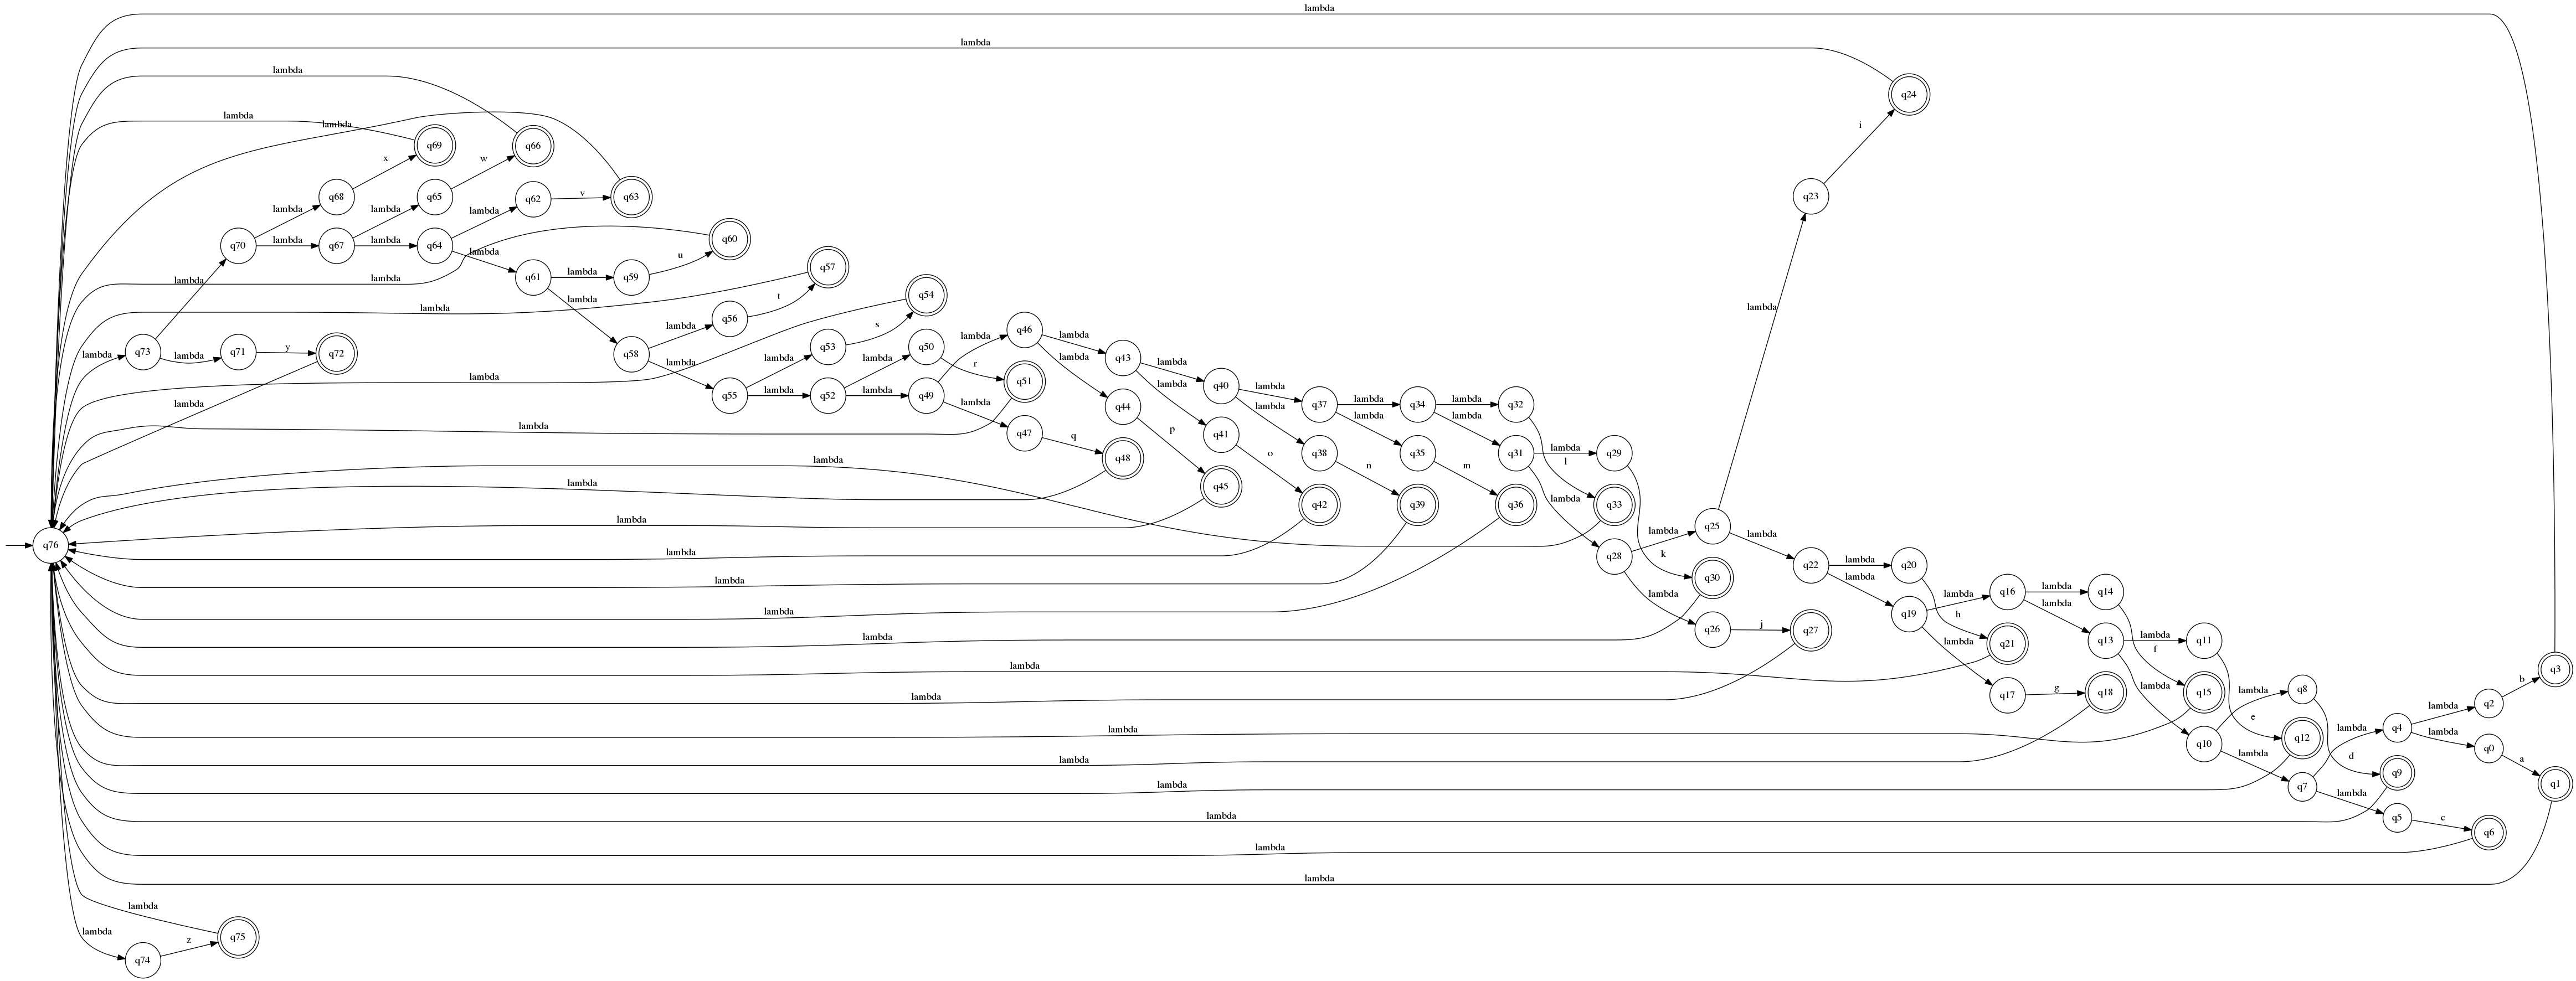 lambda
lambda
lambda
q24
lambda
lambda
i
q69
q66
x
w
q68
lambda
q65
lambda
q62
lambda
v
q63
q23
q70
lambda
q67
lambda
q64
q60
lambda
u
lambda
lambda
q61
lambda
q59
q57
lambda
t
q54
lambda
lambda
lambda
q56
s
q46
lambda
lambda
q73
lambda
q71
y
q72
q58
lambda
lambda
q53
lambda
q50
lambda
lambda
q43
lambda
r
q51
lambda
q55
lambda
q52
lambda
q49
lambda
q44
lambda
q40
lambda
q37
lambda
q34
lambda
q32
lambda
lambda
lambda
lambda
lambda
q47
q
p
q41
o
q38
n
q35
m
q31
lambda
l
q29
lambda
q48
lambda
q45
q42
q39
q36
lambda
q33
lambda
q76
q25
lambda
lambda
k
q28
lambda
q30
q22
lambda
q20
lambda
lambda
lambda
q26
j
q27
q19
lambda
h
q16
lambda
q14
lambda
lambda
lambda
q21
q13
lambda
f
q11
lambda
lambda
q17
g
q18
lambda
q15
lambda
q8
e
q3
b
lambda
q2
lambda
lambda
q10
lambda
q12
lambda
q4
lambda
q0
d
a
lambda
q7
lambda
q9
q1
lambda
q5
c
q6
lambda
lambda
lambda
lambda
z
q75
q74